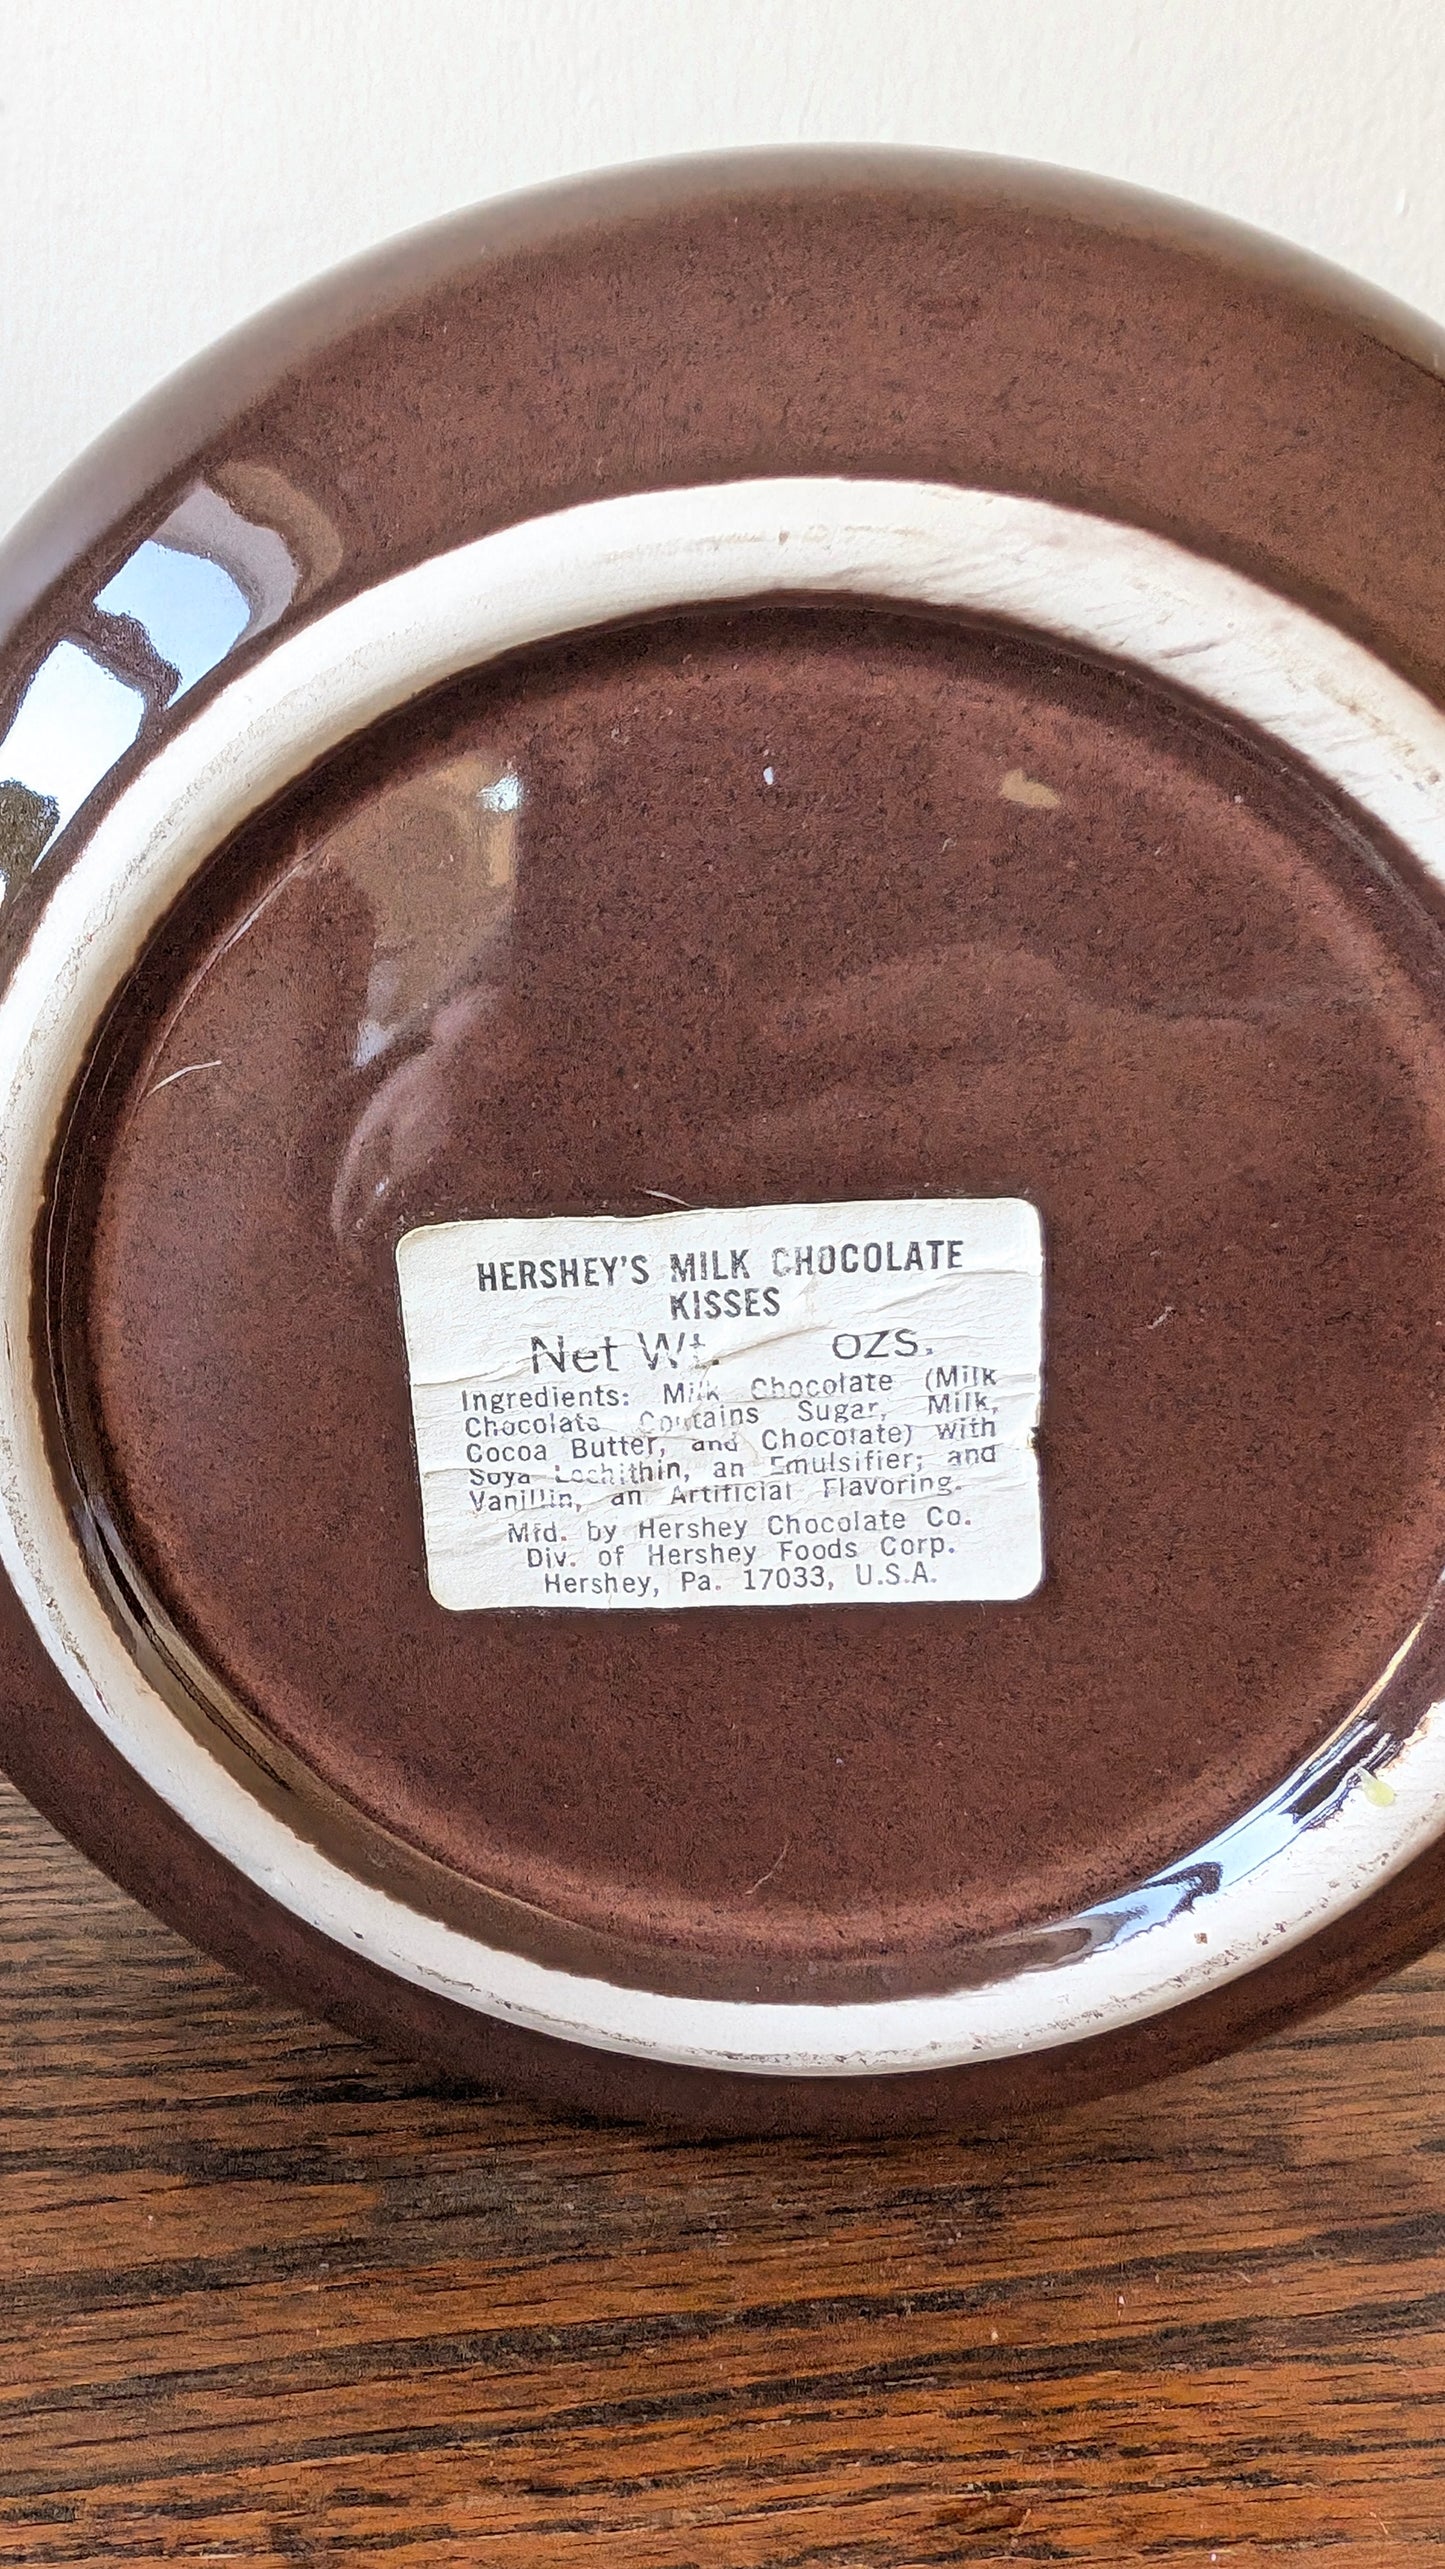 HERSHEY'S MILK CHOCOLATE
KISSES
Net Wt. ozs.
Ingredients: Milk Chocolate (Milk
Chocolate Contains Sugar, Milk,
Cocoa Butter, and Chocolate) with
Soya Lechithin, an Emulsifier; and
Vanillin, an Artificial Flavoring.
Mfd. by Hershey Chocolate Co.
Div. of Hershey Foods Corp.
Hershey, Pa. 17033, U.S.A.